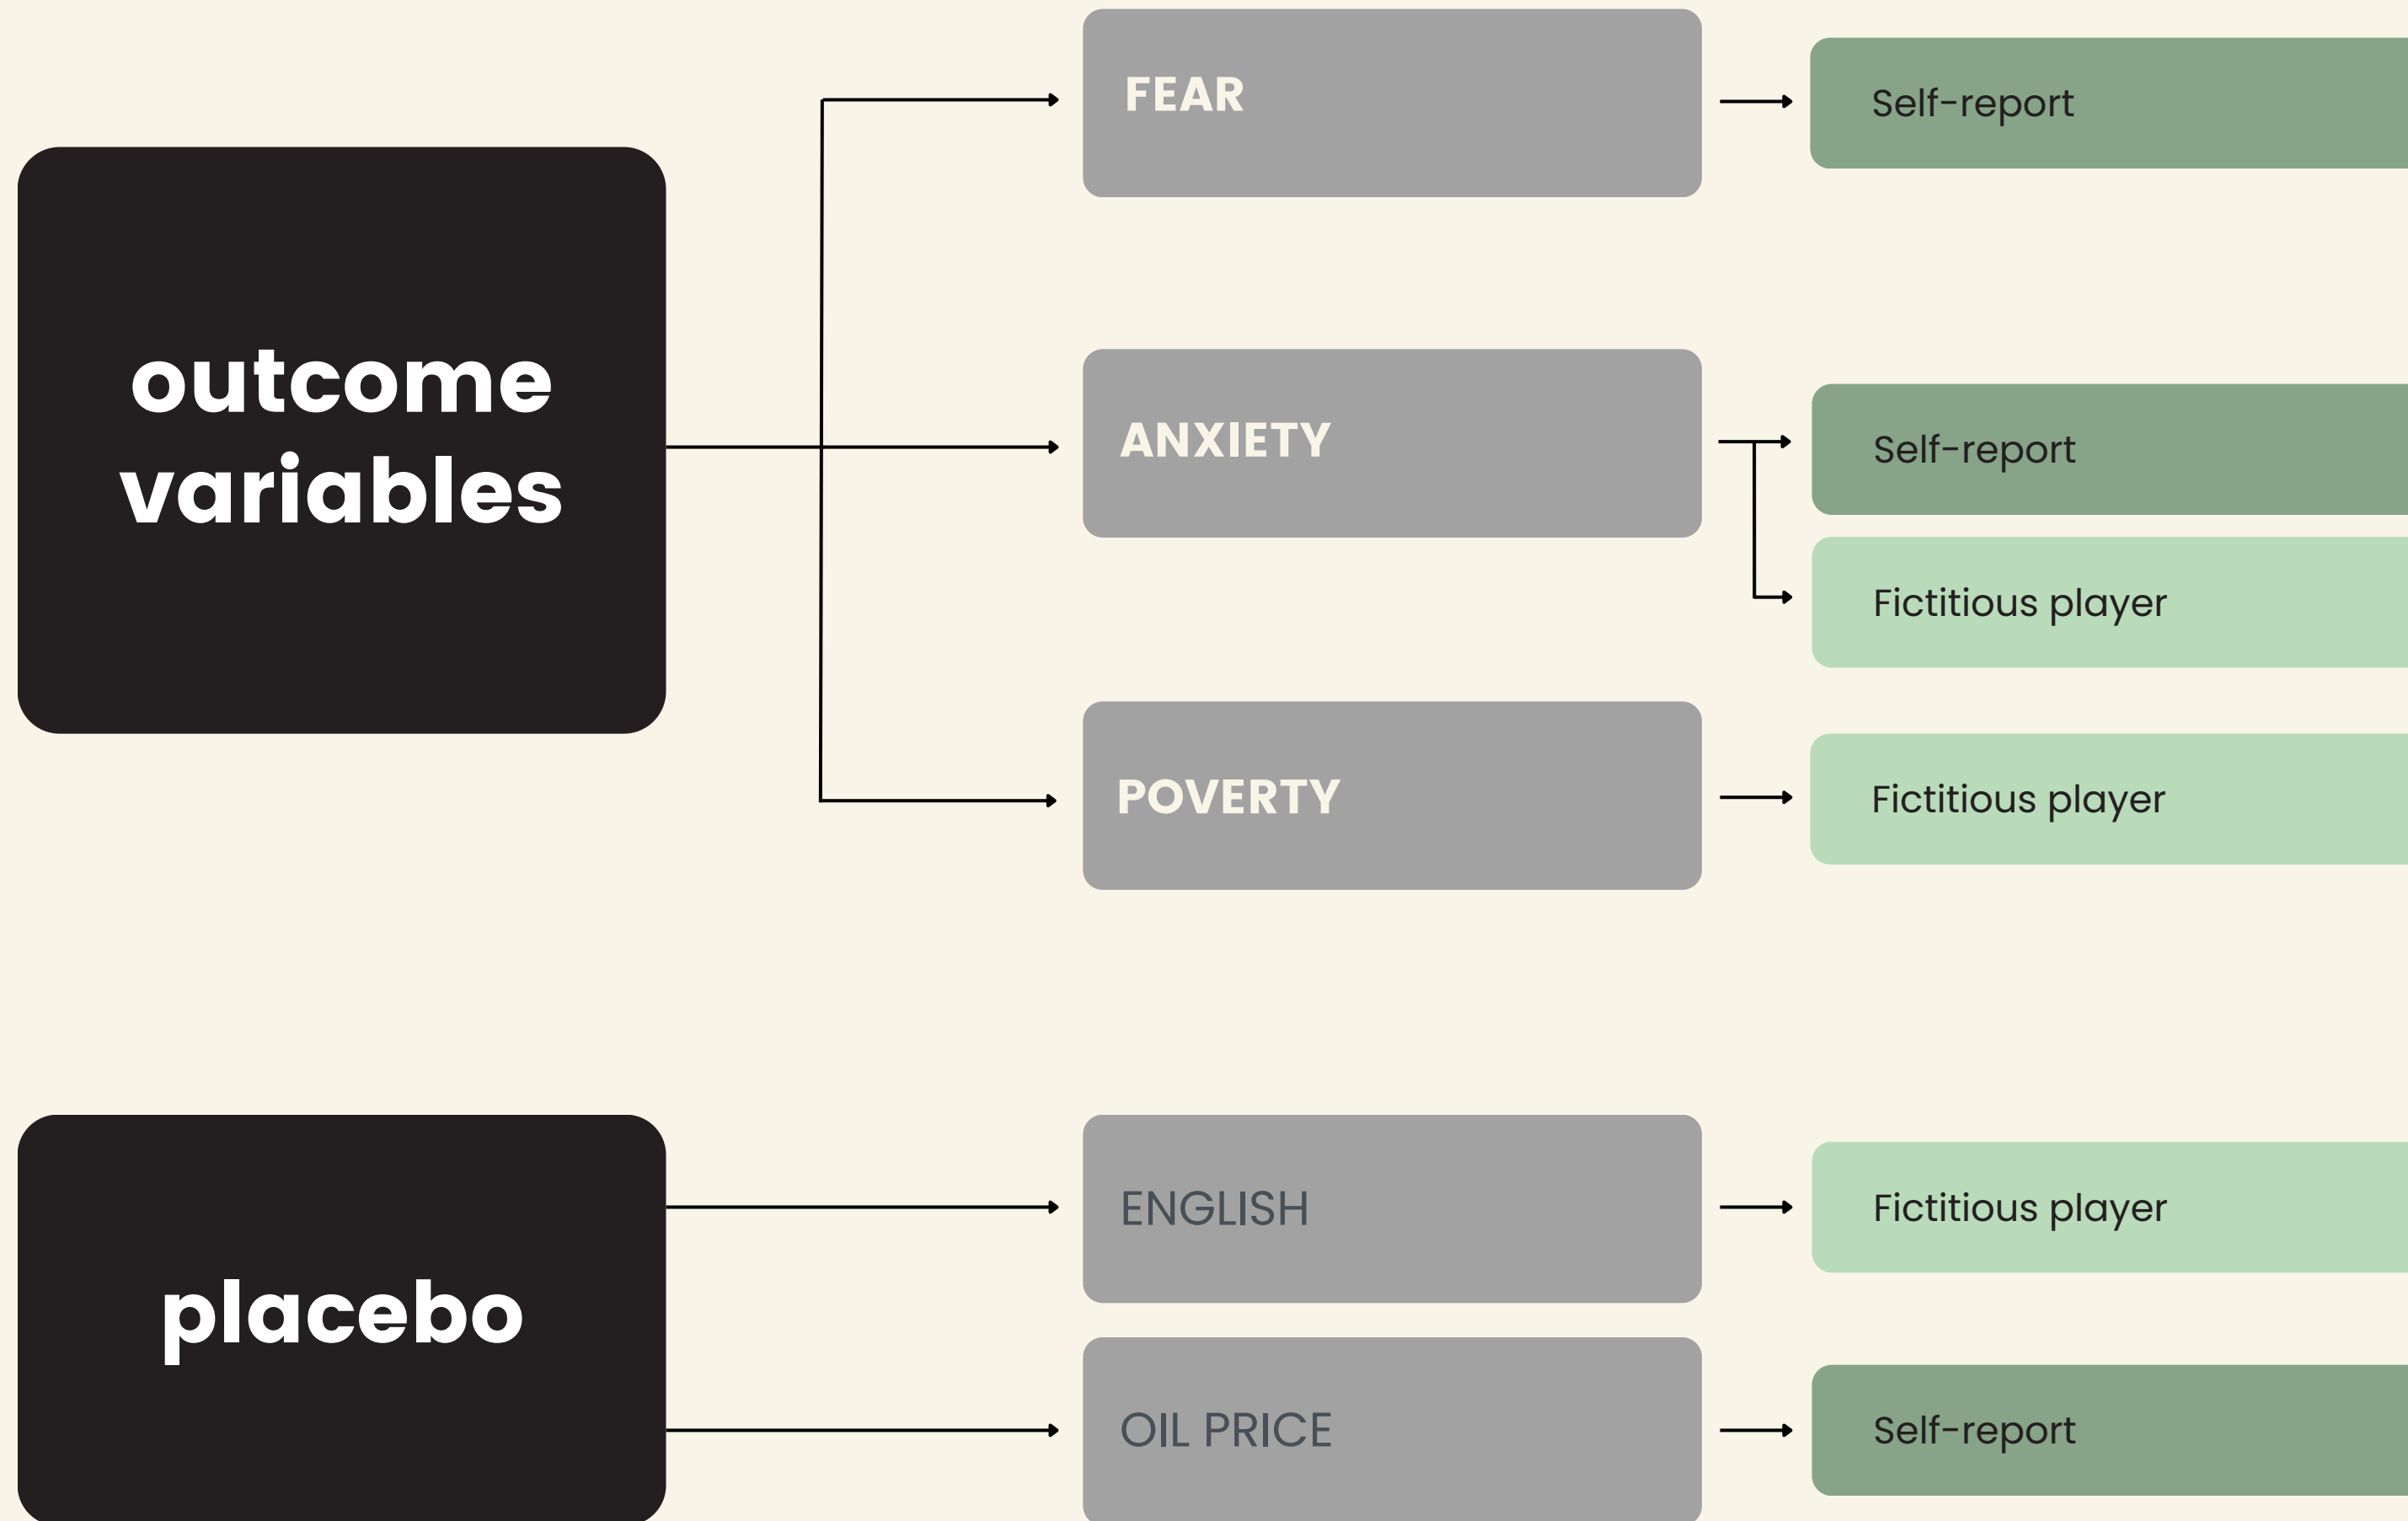 outcome
variables
FEAR
Self-report
ANXIETY
Self-report
Fictitious player
POVERTY
Fictitious player
placebo
ENGLISH
Fictitious player
OIL PRICE
Self-report